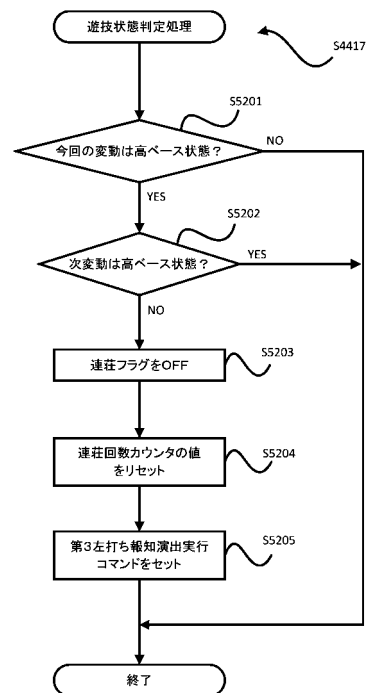 遊技状態判定処理
S4417
S5201
今回の変動は高ベース状態？
NO
YES
S5202
次変動は高ベース状態？
YES
NO
S5203
連荘フラグをOFF
S5204
連荘回数カウンタの値
をリセット
S5205
第３左打ち報知演出実行
コマンドをセット
終了